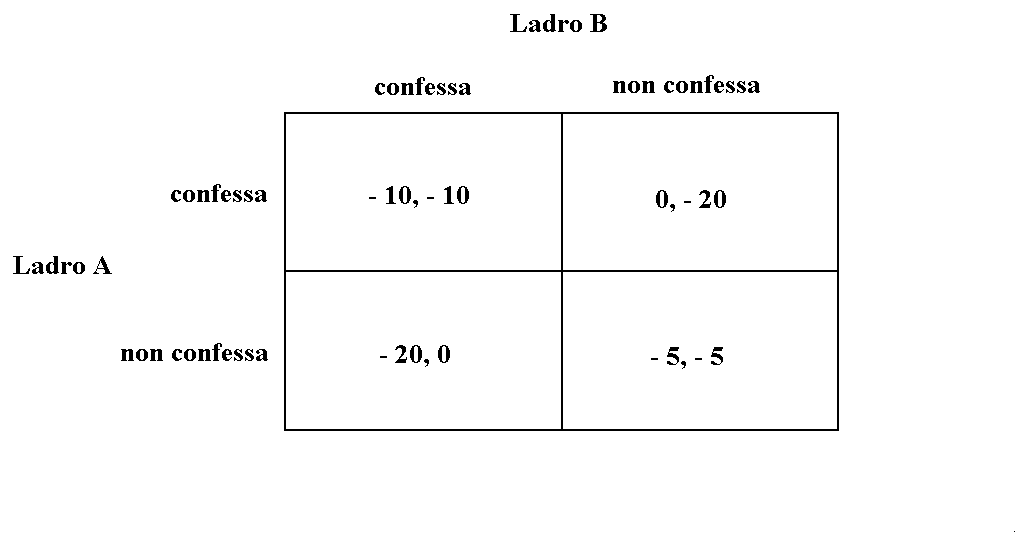 Ladro B
confessa
non confessa
confessa
- 10, - 10
0, - 20
Ladro A
non confessa
- 20, 0
- 5, - 5